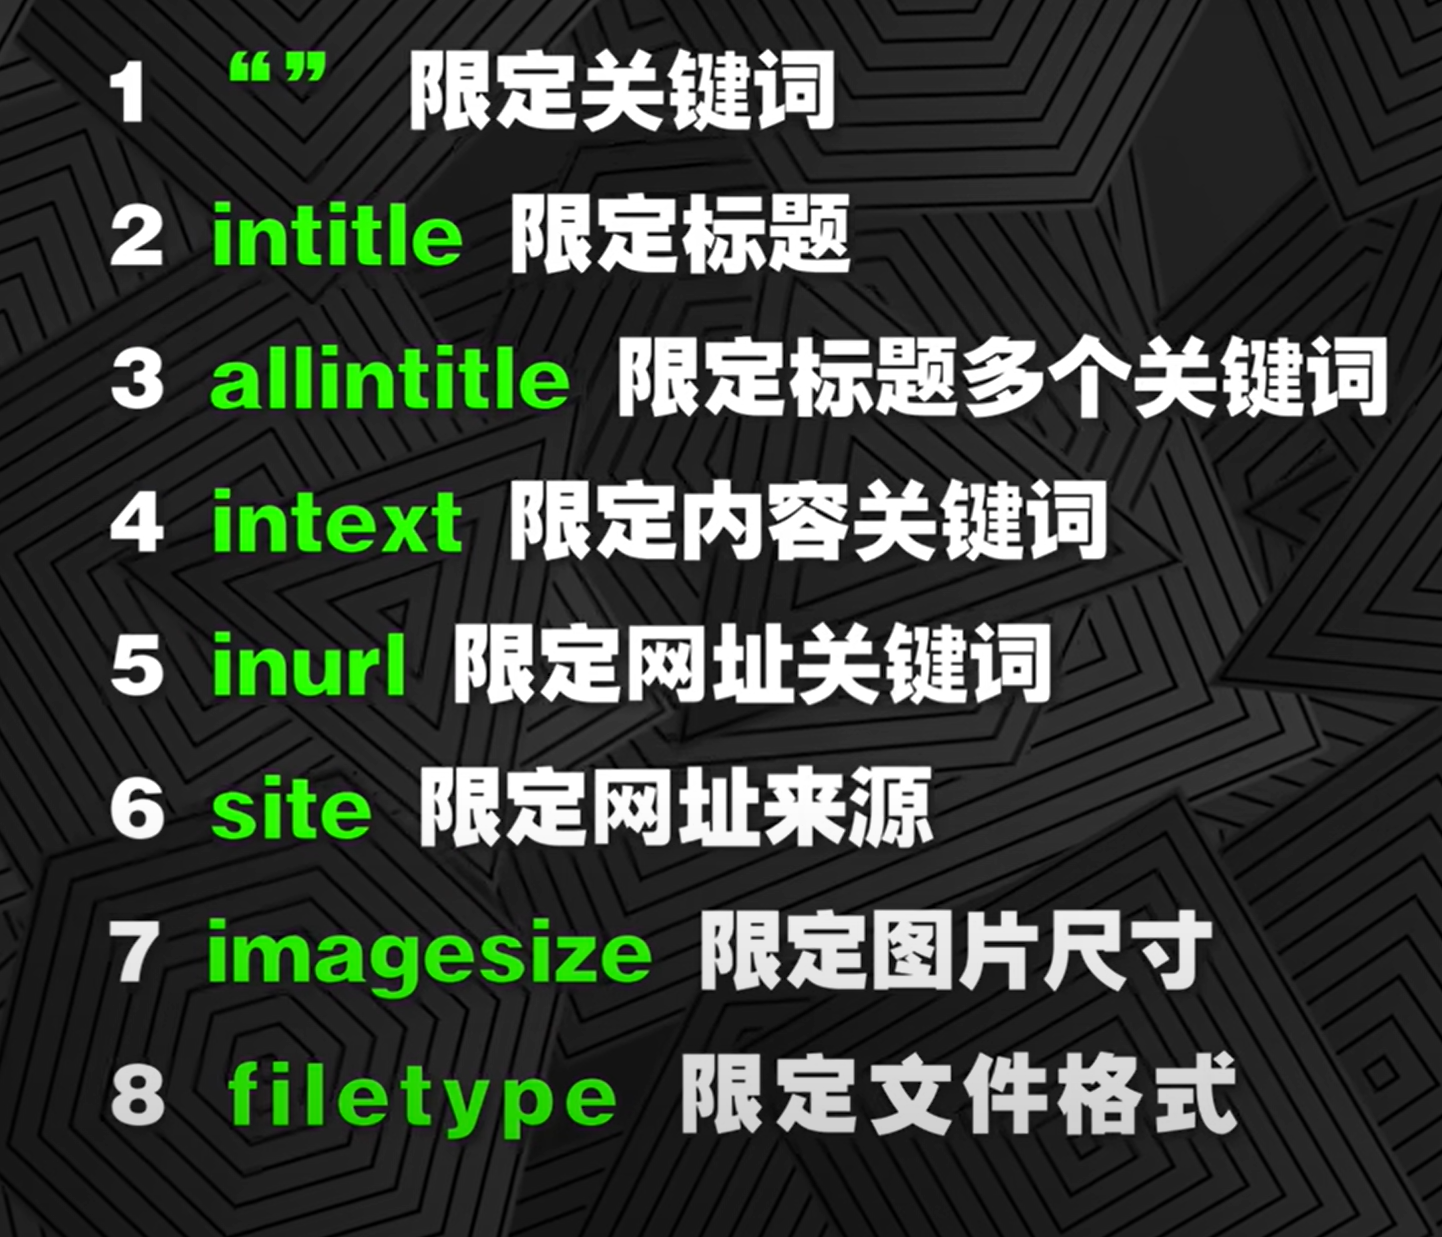 1 “” 限定关键词
2 intitle 限定标题
3 allintitle 限定标题多个关键词
4 intext 限定内容关键词
5 inurl 限定网址关键词
6 site 限定网址来源
7 imagesize 限定图片尺寸
8 filetype 限定文件格式